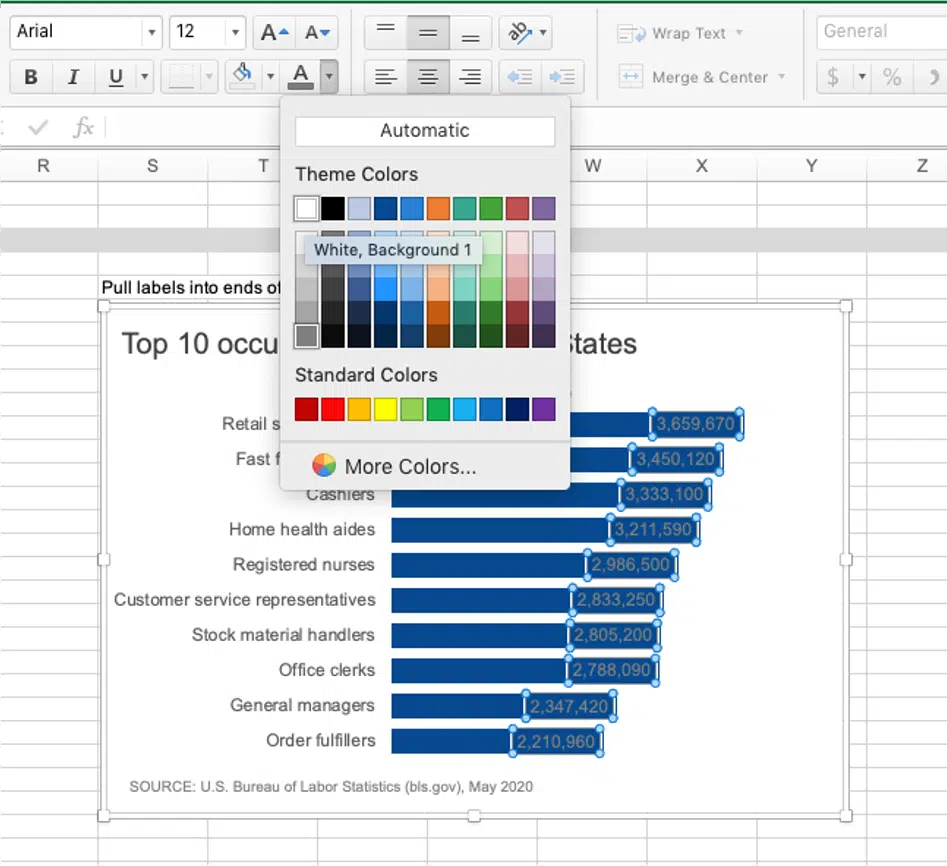 Arial 12 A A Wrap Text General
B I U A Merge & Center $ %
fx
Automatic
R S T W X Y Z
Theme Colors
White, Background 1
Pull labels into ends of
Top 10 occu States
Standard Colors
Retail s 3,659,670
Fast f 3,450,120
More Colors...
Cashiers 3,333,100
Home health aides 3,211,590
Registered nurses 2,986,500
Customer service representatives 2,833,250
Stock material handlers 2,805,200
Office clerks 2,788,090
General managers 2,347,420
Order fulfillers 2,210,960
SOURCE: U.S. Bureau of Labor Statistics (bls.gov), May 2020